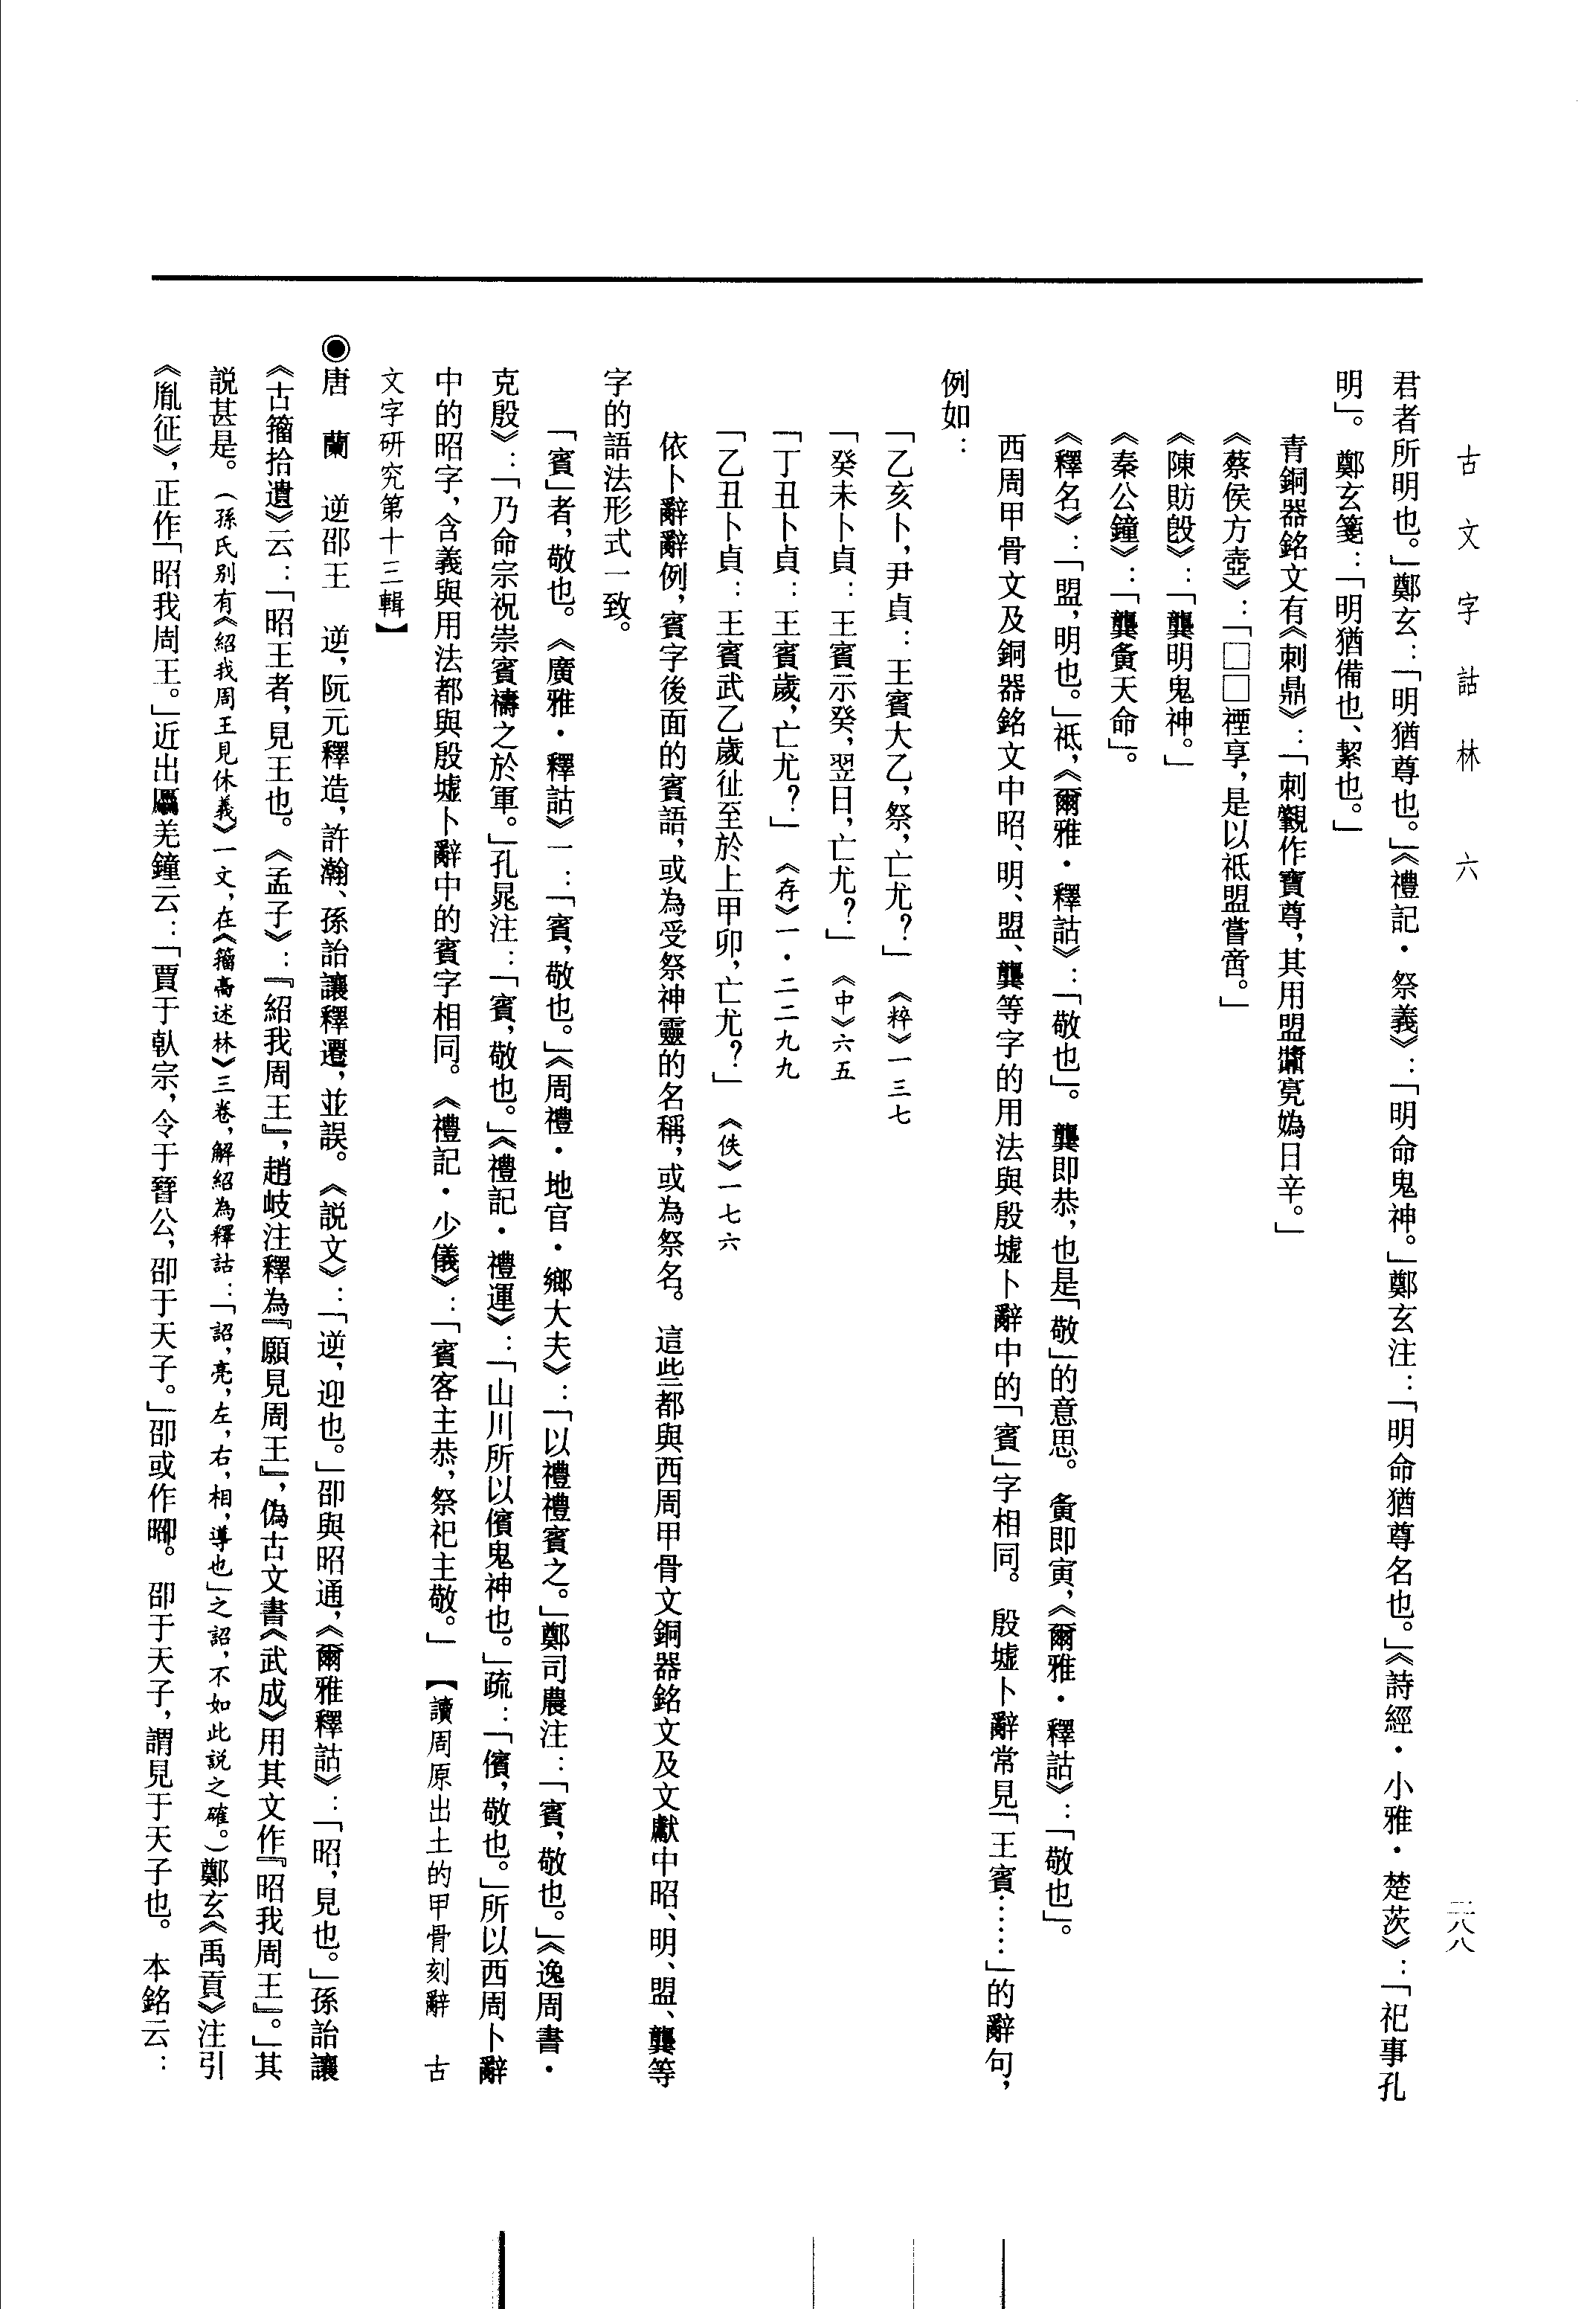 古文字詁林　六
三八八
君者所明也。」鄭玄：「明猶尊也。」《禮記·祭義》：「明命鬼神。」鄭玄注：「明命猶尊名也。」《詩經·小雅·楚茨》：「祀事孔
明」。鄭玄箋：「明猶備也、絜也。」
青銅器銘文有《刺鼎》：「刺作寶尊，其用盟亮媯日辛。」
《蔡侯方壺》：「□□禋享，是以祗盟嘗啻。」
《陳肪𣪘》：「龔明鬼神。」
《秦公鐘》：「龔夤天命」。
《釋名》：「盟，明也。」祗，《爾雅·釋詁》：「敬也」。龔即恭，也是「敬」的意思。夤即寅，《爾雅·釋詁》：「敬也」。
西周甲骨文及銅器銘文中昭、明、盟、龔等字的用法與殷墟卜辭中的「賓」字相同。殷墟卜辭常見「王賓……」的辭句，
例如：
「乙亥卜，尹貞：王賓大乙，祭，亡尤？」《粹》一三七
「癸未卜貞：王賓示癸，翌日，亡尤？」《中》六五
「丁丑卜貞：王賓歲，亡尤？」《存》一·二二九九
「乙丑卜貞：王賓武乙歲征至於上甲卯，亡尤？」《佚》一七六
依卜辭辭例，賓字後面的賓語，或為受祭神靈的名稱，或為祭名。這些都與西周甲骨文銅器銘文及文獻中昭、明、盟、龔等
字的語法形式一致。
「賓」者，敬也。《廣雅·釋詁》一：「賓，敬也。」《周禮·地官·鄉大夫》：「以禮禮賓之。」鄭司農注：「賓，敬也。」《逸周書·
克殷》：「乃命宗祝崇賓禱之於軍。」孔晁注：「賓，敬也。」《禮記·禮運》：「山川所以儐鬼神也。」疏：「儐，敬也。」所以西周卜辭
中的昭字，含義與用法都與殷墟卜辭中的賓字相同。《禮記·少儀》：「賓客主恭，祭祀主敬。」【讀周原出土的甲骨刻辭　古
文字研究第十三輯】
◉唐　蘭　逆邵王　逆，阮元釋造，許瀚、孫詒讓釋遷，並誤。《説文》：「逆，迎也。」卲與昭通，《爾雅釋詁》：「昭，見也。」孫詒讓
《古籀拾遺》云：「昭王者，見王也。《孟子》：『紹我周王』，趙岐注釋為『願見周王』，偽古文書《武成》用其文作『昭我周王』。」其
説甚是。（孫氏別有《紹我周王見休義》一文，在《籀高述林》三卷，解紹為釋詁：「詔，亮，左，右，相，導也」之詔，不如此説之確。）鄭玄《禹貢》注引
《胤征》，正作「昭我周王。」近出羌鐘云：「賈于倝宗，令于晉公，卲于天子。」卲或作。卲于天子，謂見于天子也。本銘云：